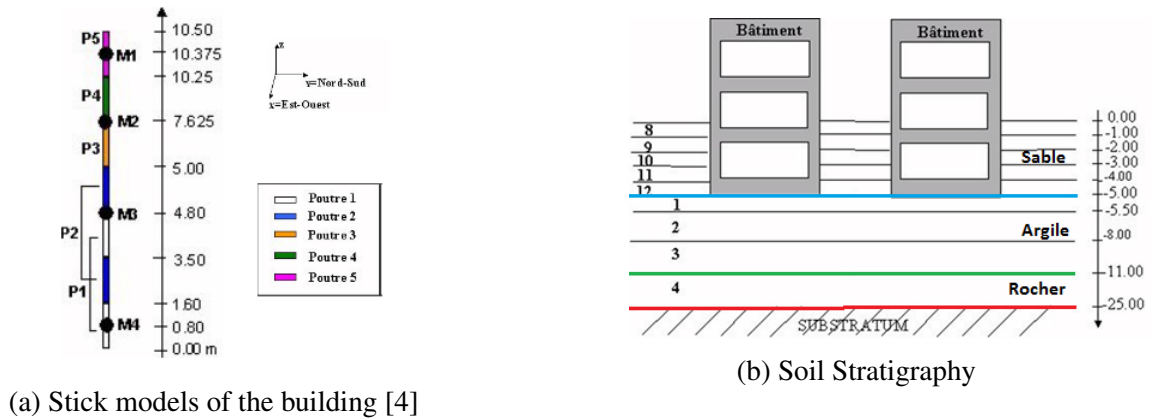 P5
M1
P4
M2
P3
M3
P2
P1
M4
10.50
10.375
10.25
7.625
5.00
4.80
3.50
1.60
0.80
0.00 m
z
Y=Nord-Sud
x=Est-Ouest
Poutre 1
Poutre 2
Poutre 3
Poutre 4
Poutre 5
(a) Stick models of the building [4]
Bâtiment
Bâtiment
8
9
10
11
12
1
2
3
4
Sable
Argile
Rocher
0.00
-1.00
-2.00
-3.00
-4.00
-5.00
-5.50
-8.00
-11.00
-25.00
SUBSTRATUM
(b) Soil Stratigraphy